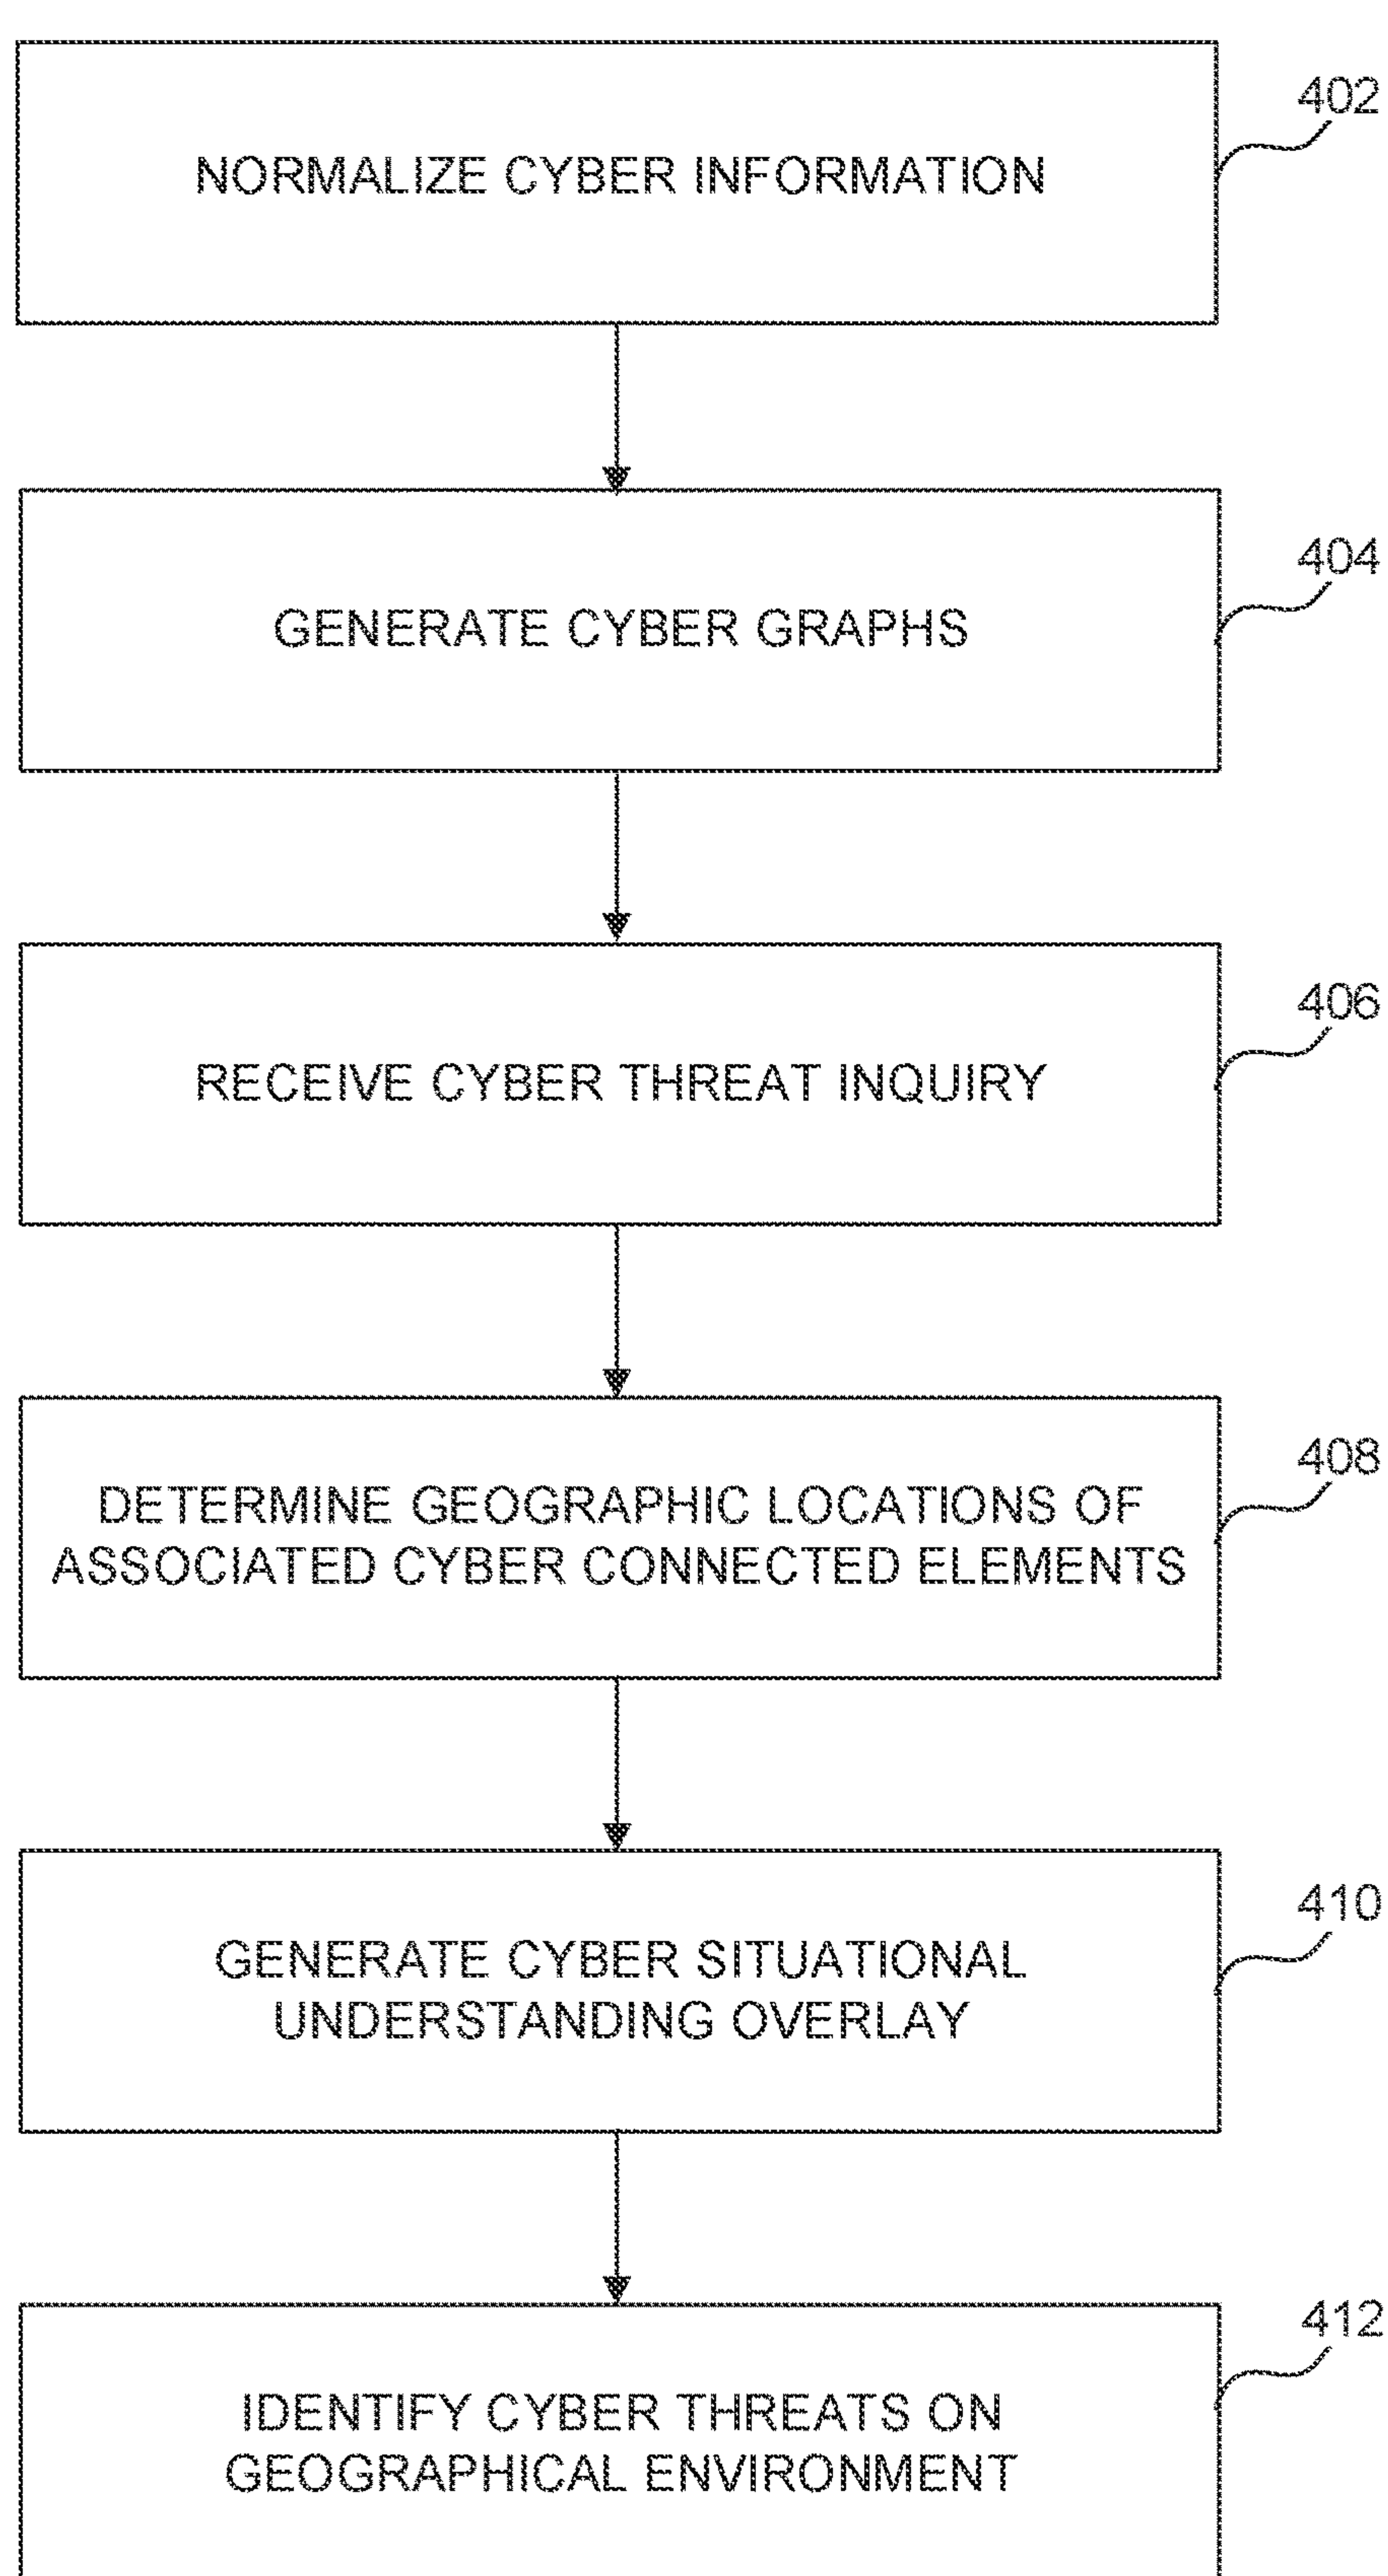 402
NORMALIZE CYBER INFORMATION
404
GENERATE CYBER GRAPHS
406
RECEIVE CYBER THREAT INQUIRY
408
DETERMINE GEOGRAPHIC LOCATIONS OF
ASSOCIATED CYBER CONNECTED ELEMENTS
410
GENERATE CYBER SITUATIONAL
UNDERSTANDING OVERLAY
412
IDENTIFY CYBER THREATS ON
GEOGRAPHICAL ENVIRONMENT